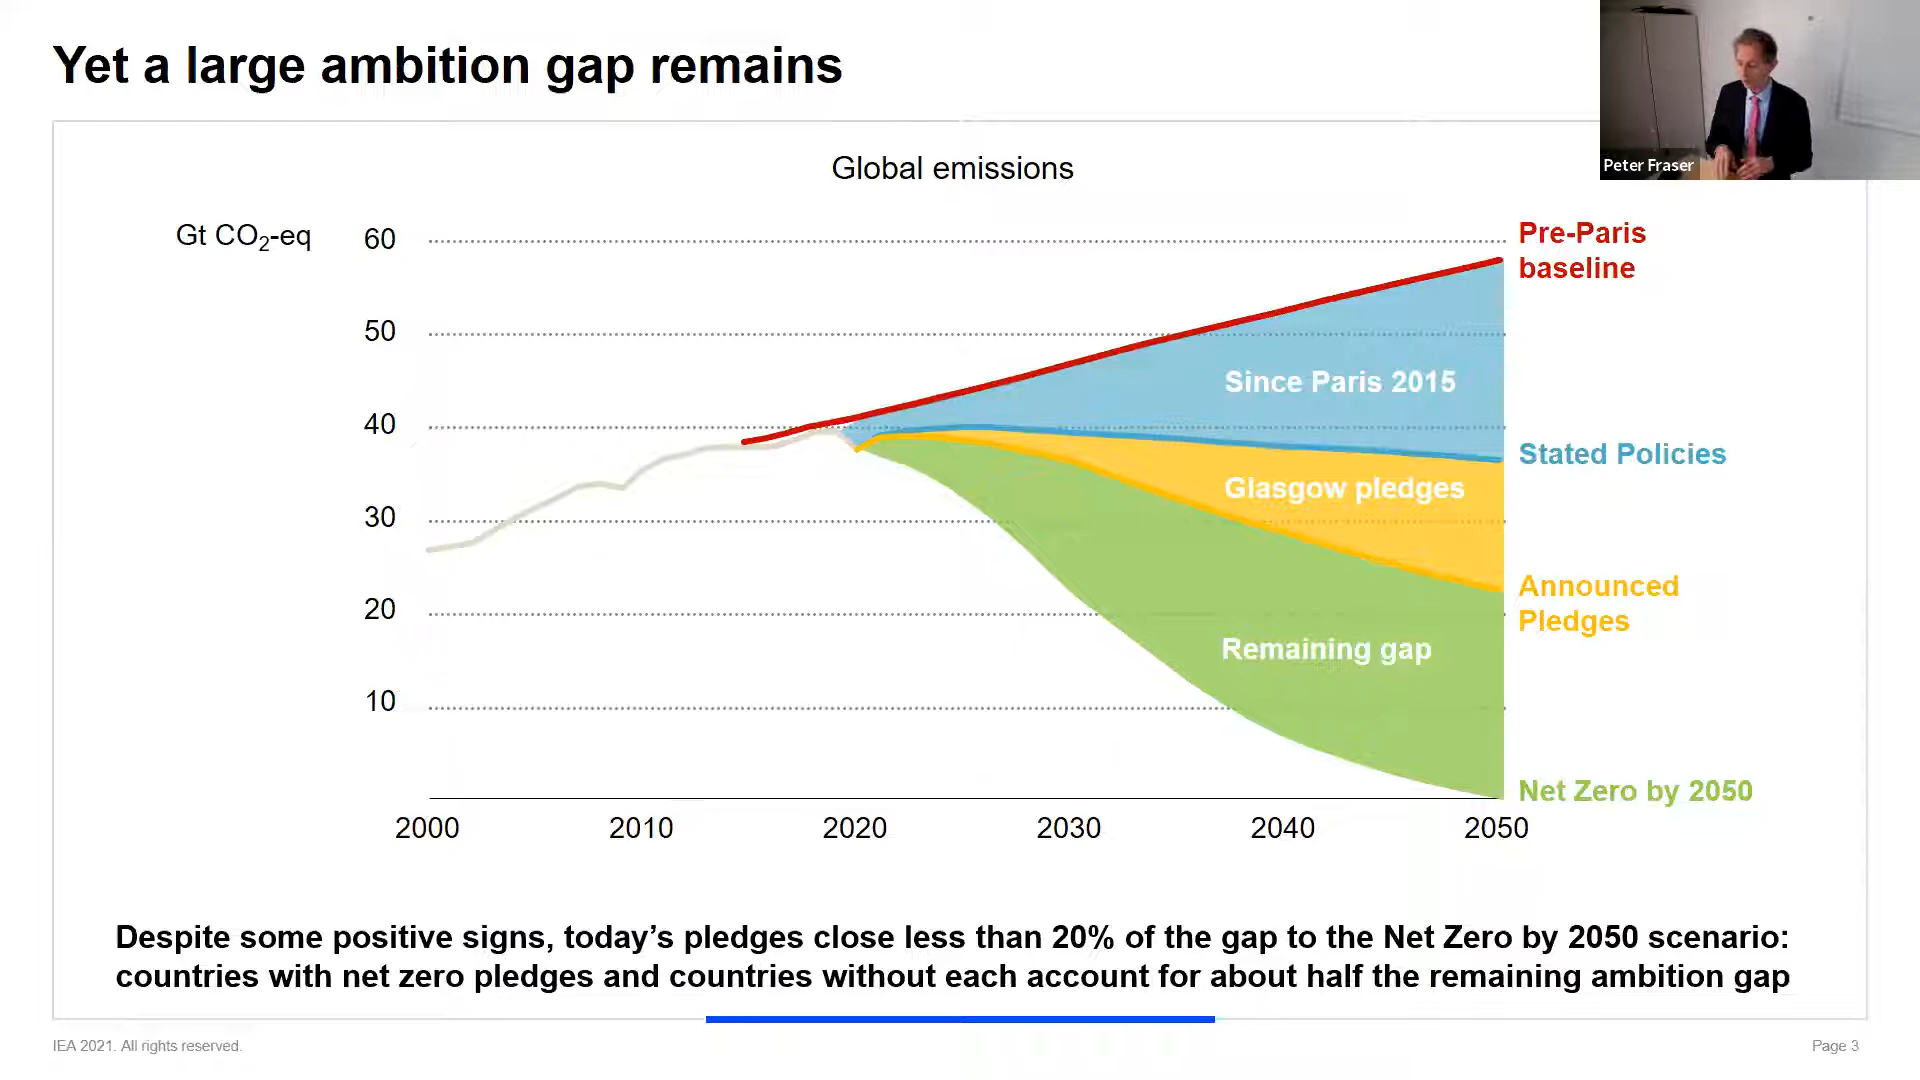 Yet a large ambition gap remains
Peter Fraser
Global emissions
Gt CO₂-eq
60
50
40
30
20
10
2000
2010
2020
2030
2040
2050
Pre-Paris
baseline
Since Paris 2015
Stated Policies
Glasgow pledges
Announced
Pledges
Remaining gap
Net Zero by 2050
Despite some positive signs, today’s pledges close less than 20% of the gap to the Net Zero by 2050 scenario:
countries with net zero pledges and countries without each account for about half the remaining ambition gap
IEA 2021. All rights reserved.
Page 3